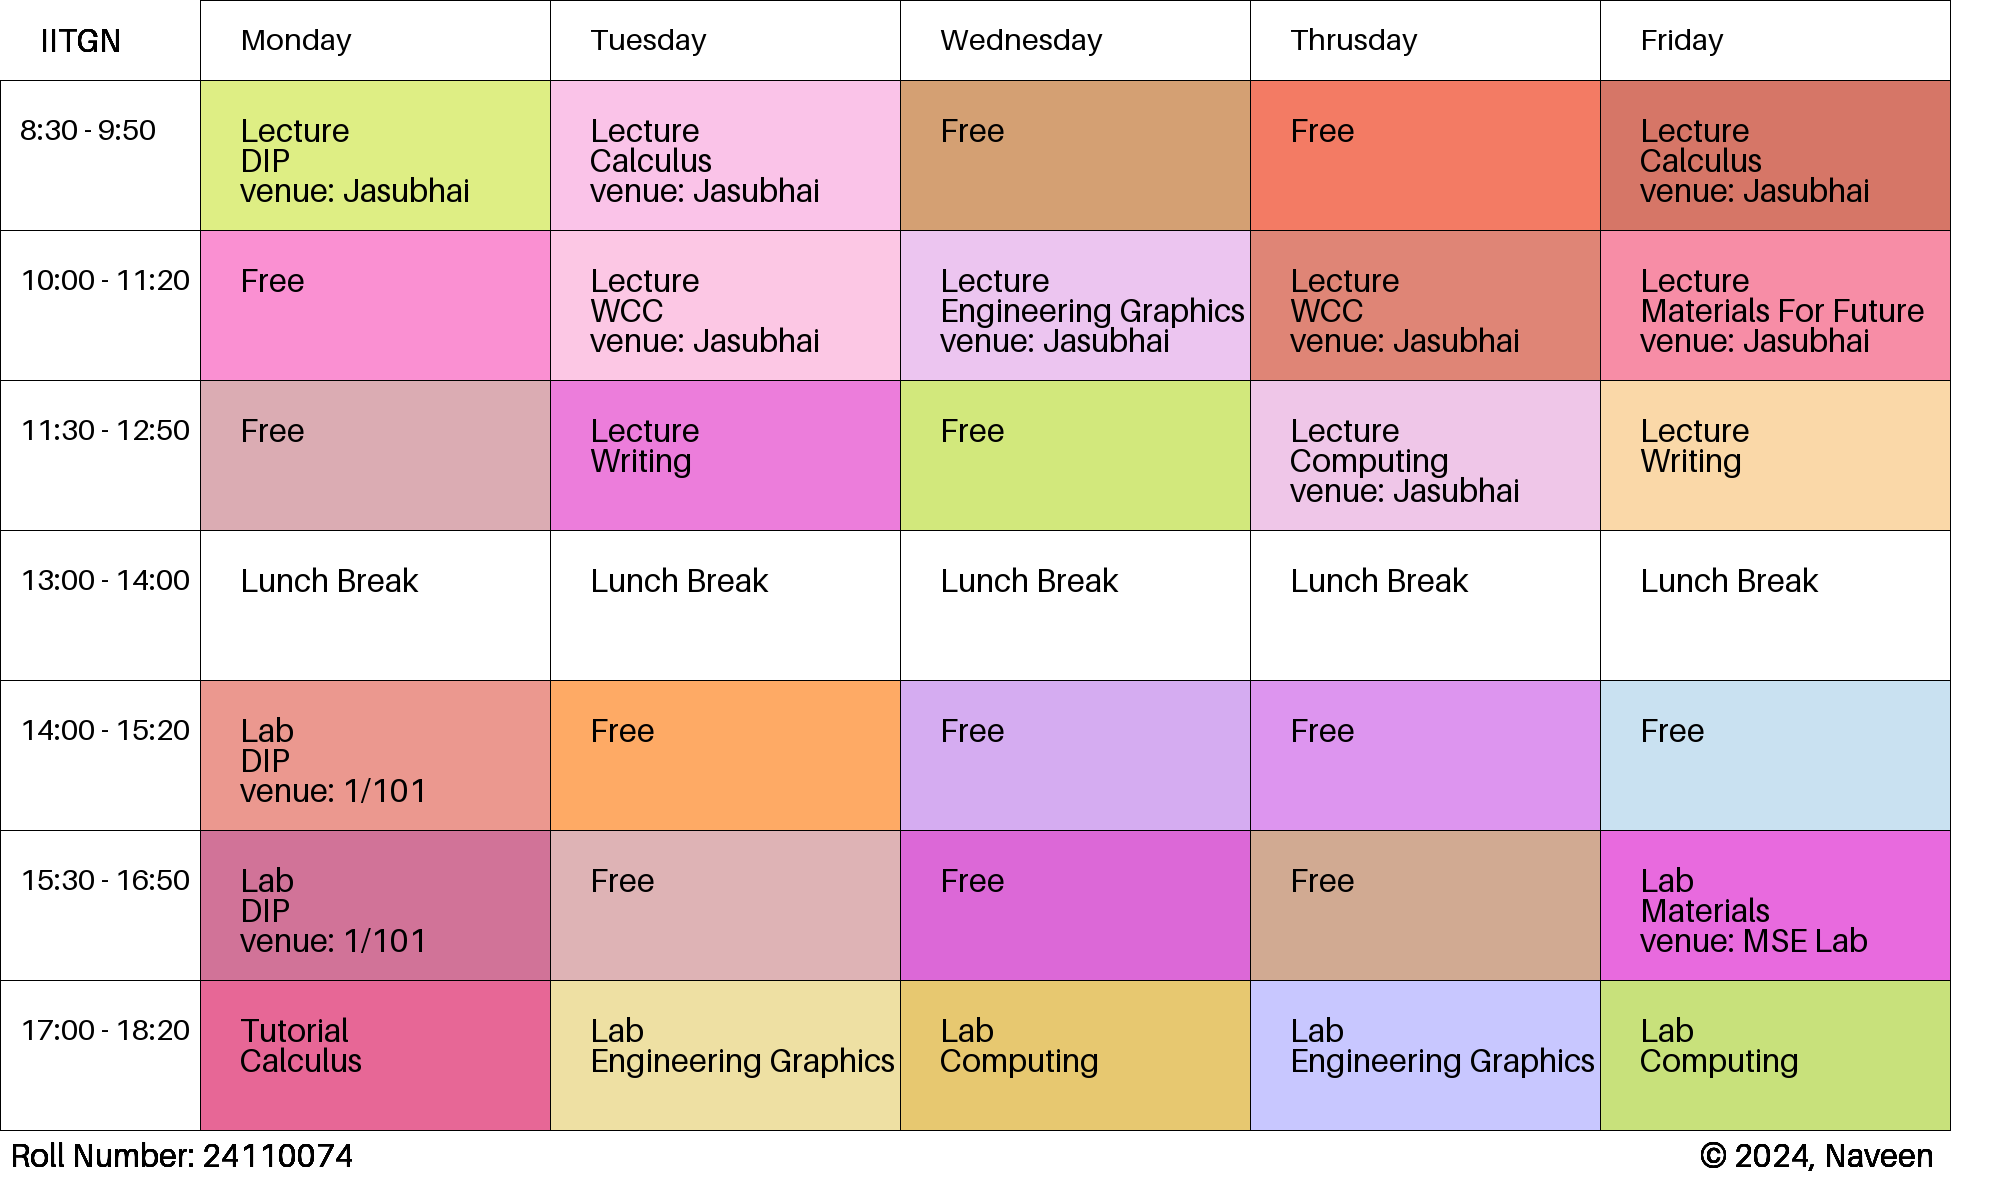 IITGN Monday Tuesday Wednesday Thrusday Friday
8:30 - 9:50
Lecture
DIP
venue: Jasubhai
Lecture
Calculus
venue: Jasubhai
Free
Free
Lecture
Calculus
venue: Jasubhai
10:00 - 11:20
Free
Lecture
WCC
venue: Jasubhai
Lecture
Engineering Graphics
venue: Jasubhai
Lecture
WCC
venue: Jasubhai
Lecture
Materials For Future
venue: Jasubhai
11:30 - 12:50
Free
Lecture
Writing
Free
Lecture
Computing
venue: Jasubhai
Lecture
Writing
13:00 - 14:00
Lunch Break
Lunch Break
Lunch Break
Lunch Break
Lunch Break
14:00 - 15:20
Lab
DIP
venue: 1/101
Free
Free
Free
Free
15:30 - 16:50
Lab
DIP
venue: 1/101
Free
Free
Free
Lab
Materials
venue: MSE Lab
17:00 - 18:20
Tutorial
Calculus
Lab
Engineering Graphics
Lab
Computing
Lab
Engineering Graphics
Lab
Computing
Roll Number: 24110074
© 2024, Naveen